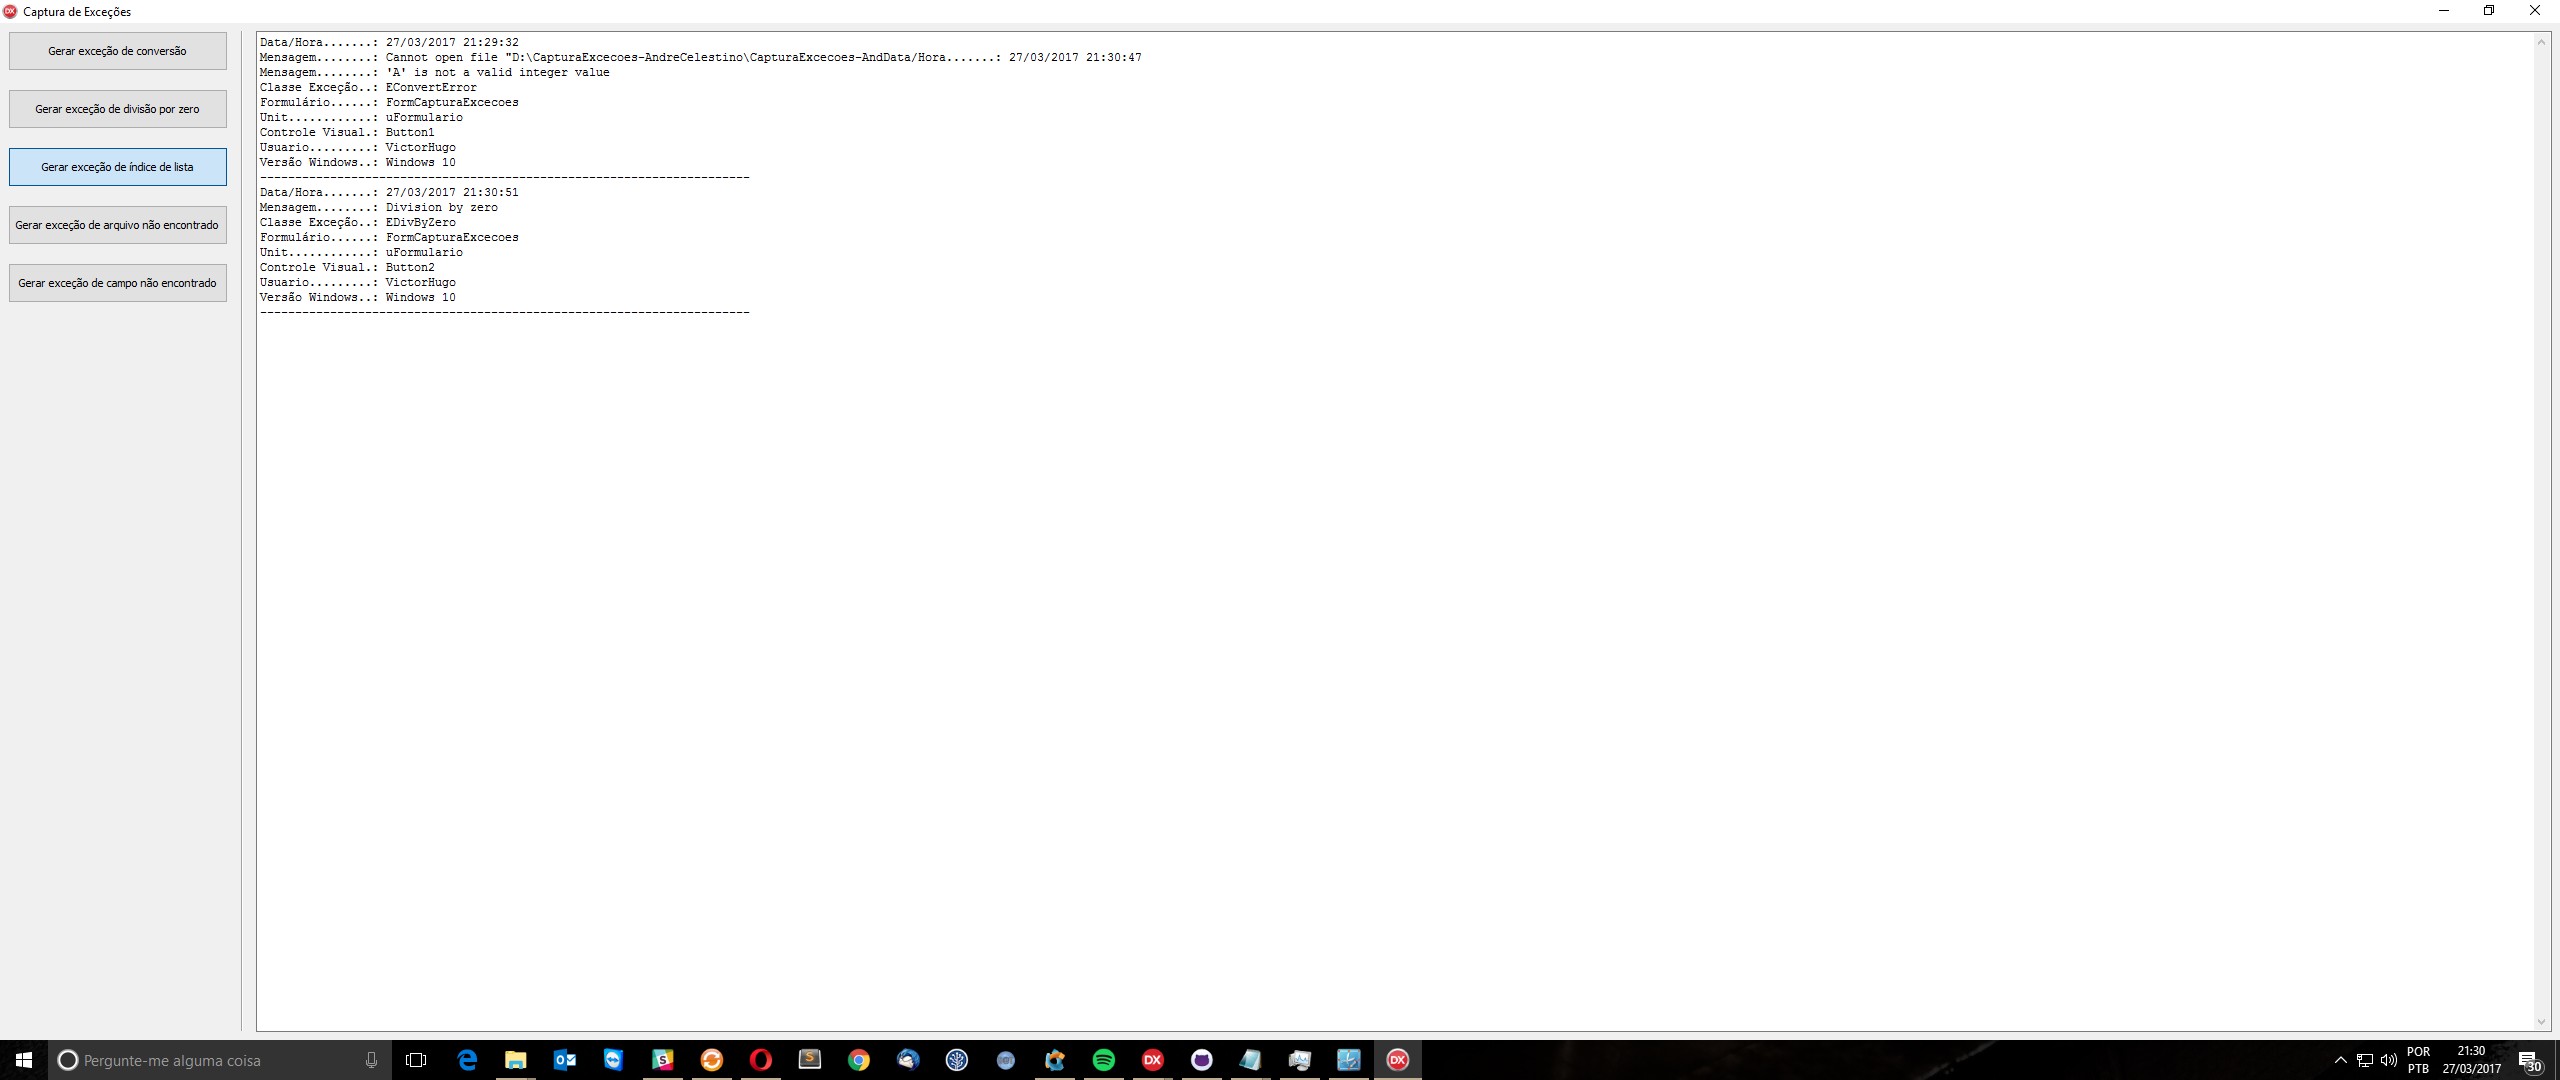 Captura de Exceções
Gerar exceção de conversão
Gerar exceção de divisão por zero
Gerar exceção de índice de lista
Gerar exceção de arquivo não encontrado
Gerar exceção de campo não encontrado
Data/Hora.......: 27/03/2017 21:29:32
Mensagem........: Cannot open file "D:\CapturaExcecoes-AndreCelestino\CapturaExcecoes-AndData/Hora.......: 27/03/2017 21:30:47
Mensagem........: 'A' is not a valid integer value
Classe Exceção..: EConvertError
Formulário......: FormCapturaExcecoes
Unit............: uFormulario
Controle Visual.: Button1
Usuario.........: VictorHugo
Versão Windows..: Windows 10
----------------------------------------------------------------------
Data/Hora.......: 27/03/2017 21:30:51
Mensagem........: Division by zero
Classe Exceção..: EDivByZero
Formulário......: FormCapturaExcecoes
Unit............: uFormulario
Controle Visual.: Button2
Usuario.........: VictorHugo
Versão Windows..: Windows 10
----------------------------------------------------------------------
Pergunte-me alguma coisa
POR
PTB
21:30
27/03/2017
30